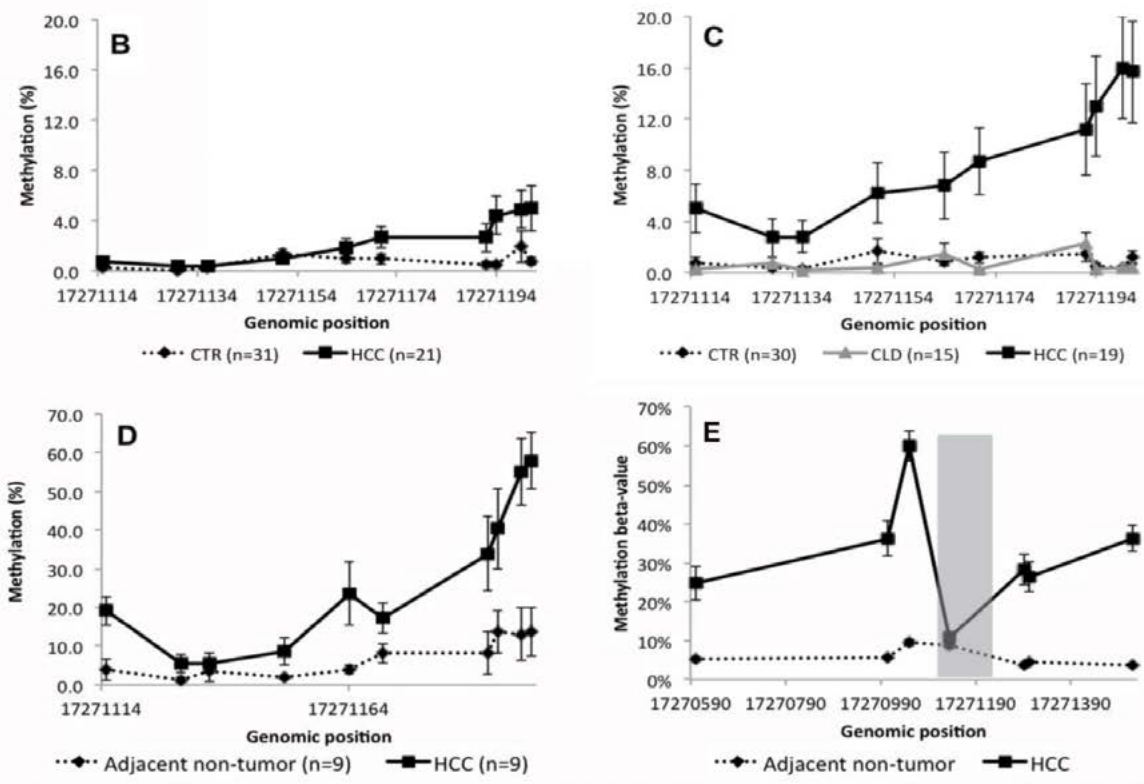 B
20.0
16.0
12.0
8.0
4.0
0.0
Methylation (%)
17271114 17271134 17271154 17271174 17271194
Genomic position
CTR (n=31) HCC (n=21)
C
20.0
16.0
12.0
8.0
4.0
0.0
Methylation (%)
17271114 17271134 17271154 17271174 17271194
Genomic position
CTR (n=30) CLD (n=15) HCC (n=19)
D
70.0
60.0
50.0
40.0
30.0
20.0
10.0
0.0
Methylation (%)
17271114 17271164
Genomic position
Adjacent non-tumor (n=9) HCC (n=9)
E
70%
60%
50%
40%
30%
20%
10%
0%
Methylation beta-value
17270590 17270790 17270990 17271190 17271390
Genomic position
Adjacent non-tumor HCC